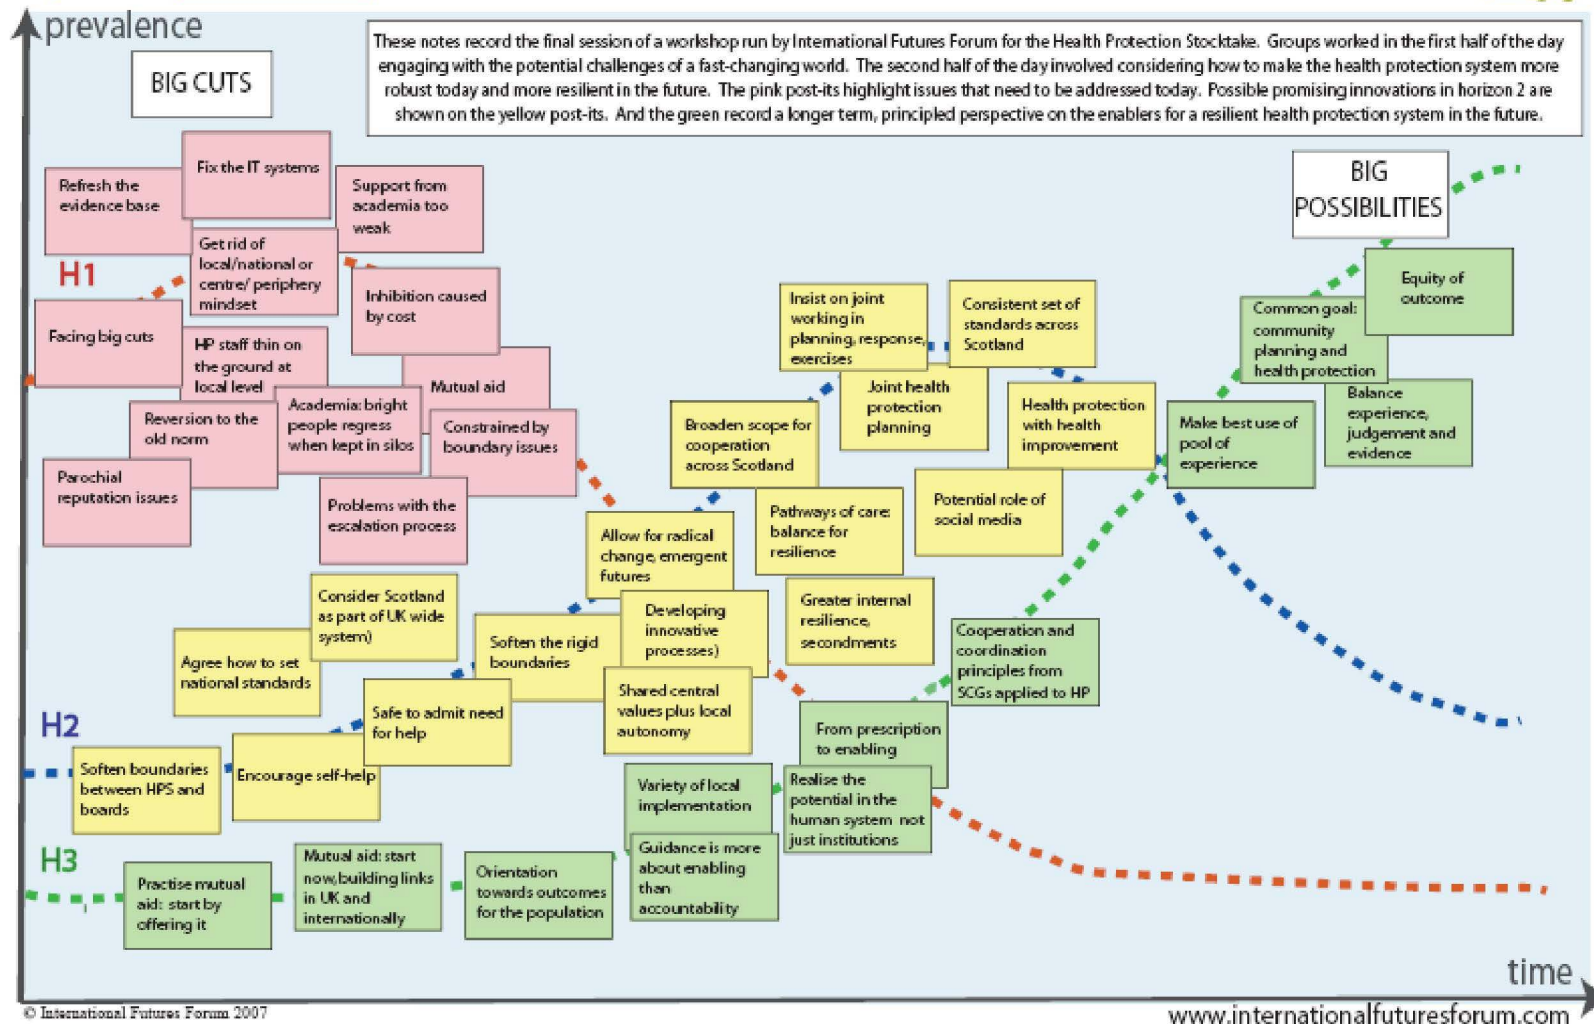 prevalence
BIG CUTS
These notes record the final session of a workshop run by International Futures Forum for the Health Protection Stocktake. Groups worked in the first half of the day
engaging with the potential challenges of a fast-changing world. The second half of the day involved considering how to make the health protection system more
robust today and more resilient in the future. The pink post-its highlight issues that need to be addressed today. Possible promising innovations in horizon 2 are
shown on the yellow post-its. And the green record a longer term, principled perspective on the enablers for a resilient health protection system in the future.
Refresh the
evidence base
Fix the IT systems
Support from
academia too
weak
H1
Get rid of
local/national or
centre/ periphery
mindset
Inhibition caused
by cost
Facing big cuts
HP staff thin on
the ground at
local level
Mutual aid
Reversion to the
old norm
Academia: bright
people regress
when kept in silos
Constrained by
boundary issues
Parochial
reputation issues
Problems with the
escalation process
BIG
POSSIBILITIES
Insist on joint
working in
planning, response,
exercises
Consistent set of
standards across
Scotland
Joint health
protection
planning
Health protection
with health
improvement
Broaden scope for
cooperation
across Scotland
Potential role of
social media
Pathways of care:
balance for
resilience
Allow for radical
change, emergent
futures
Equity of
outcome
Common goal:
community
planning and
health protection
Balance
experience,
judgement and
evidence
Make best use of
pool of
experience
Consider Scotland
as part of UK wide
system)
Agree how to set
national standards
Soften the rigid
boundaries
Developing
innovative
processes)
Greater internal
resilience,
secondments
Cooperation and
coordination
principles from
SCGs applied to HP
Shared central
values plus local
autonomy
H2
Safe to admit need
for help
Soften boundaries
between HPS and
boards
Encourage self-help
From prescription
to enabling
Variety of local
implementation
Realise the
potential in the
human system not
just institutions
H3
Practise mutual
aid: start by
offering it
Mutual aid: start
now,building links
in UK and
internationally
Orientation
towards outcomes
for the population
Guidance is more
about enabling
than
accountability
time
© International Futures Forum 2007
www.internationalfuturesforum.com